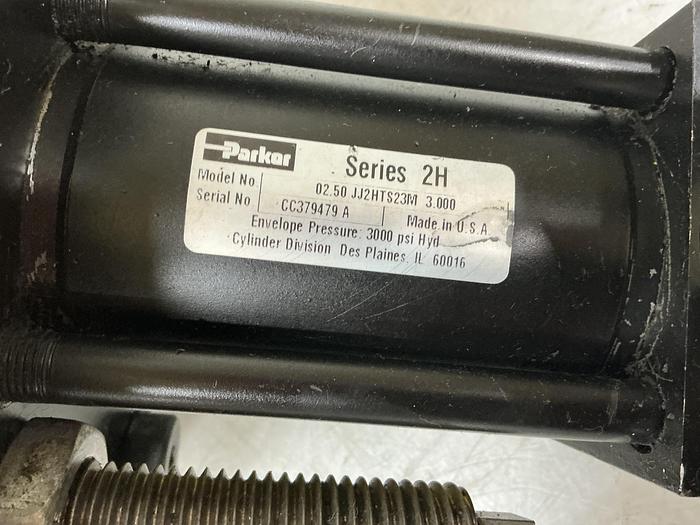 Parker Series 2H
Model No 02.50 JJ2HTS23M 3.000
Serial No CC379479 A Made in U.S.A.
Envelope Pressure: 3000 psi Hyd
Cylinder Division Des Plaines, IL 60016